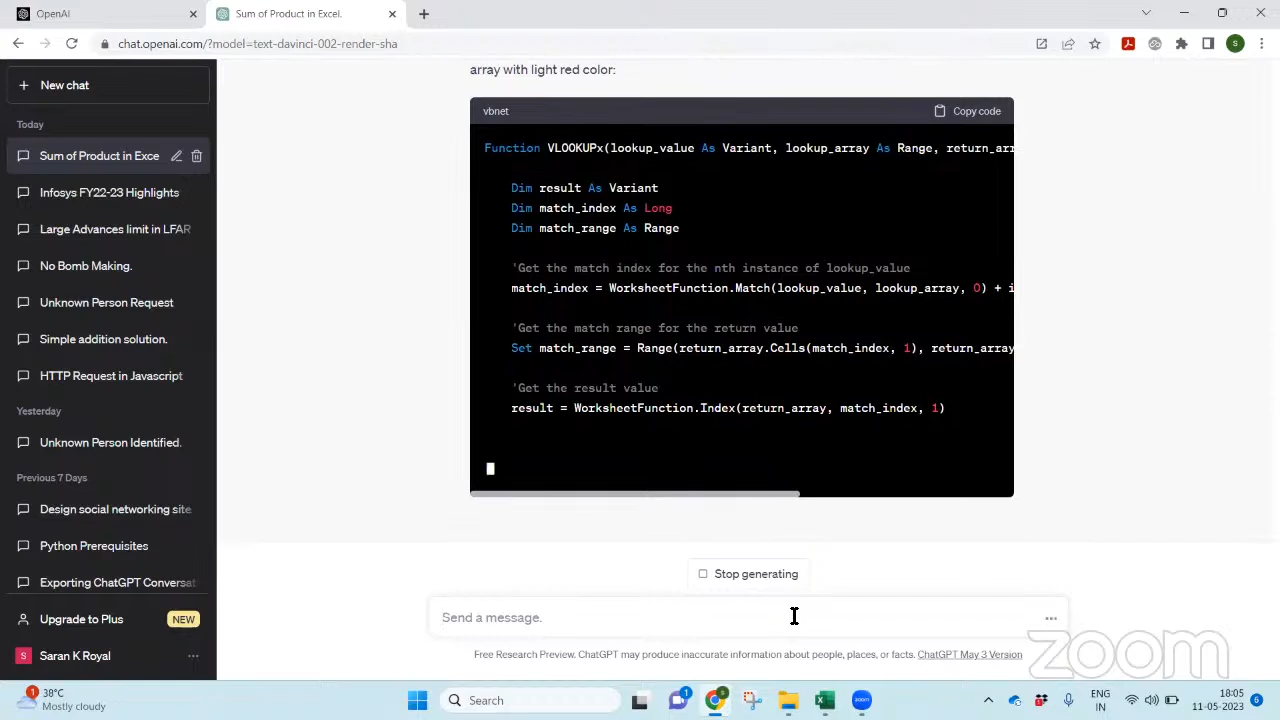 OpenAI
Sum of Product in Excel.
chat.openai.com/?model=text-davinci-002-render-sha
S
New chat
Today
Sum of Product in Exce
Infosys FY22-23 Highlights
Large Advances limit in LFAR
No Bomb Making.
Unknown Person Request
Simple addition solution.
HTTP Request in Javascript
Yesterday
Unknown Person Identified.
Previous 7 Days
Design social networking site
Python Prerequisites
Exporting ChatGPT Conversat
Upgrade to Plus NEW
S Saran K Royal
array with light red color:
vbnet Copy code
Function VLOOKUPx(lookup_value As Variant, lookup_array As Range, return_arr
Dim result As Variant
Dim match_index As Long
Dim match_range As Range
'Get the match index for the nth instance of lookup_value
match_index = WorksheetFunction.Match(lookup_value, lookup_array, 0) + i
'Get the match range for the return value
Set match_range = Range(return_array.Cells(match_index, 1), return_array
'Get the result value
result = WorksheetFunction.Index(return_array, match_index, 1)
Stop generating
Send a message.
Free Research Preview. ChatGPT may produce inaccurate information about people, places, or facts. ChatGPT May 3 Version
zoom
1
38°C
Mostly cloudy
Search
1
S
zoom
ENG
IN
18:05
11-05-2023
6